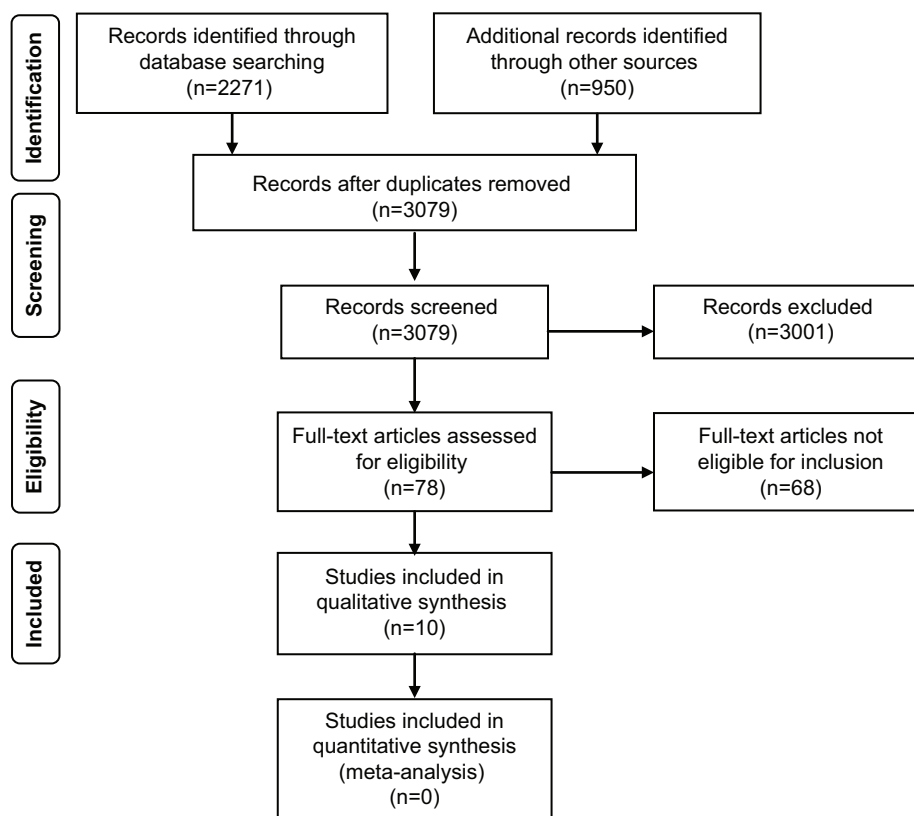 Identification
Records identified through
database searching
(n=2271)
Additional records identified
through other sources
(n=950)
Records after duplicates removed
(n=3079)
Screening
Records screened
(n=3079)
Records excluded
(n=3001)
Eligibility
Full-text articles assessed
for eligibility
(n=78)
Full-text articles not
eligible for inclusion
(n=68)
Included
Studies included in
qualitative synthesis
(n=10)
Studies included in
quantitative synthesis
(meta-analysis)
(n=0)